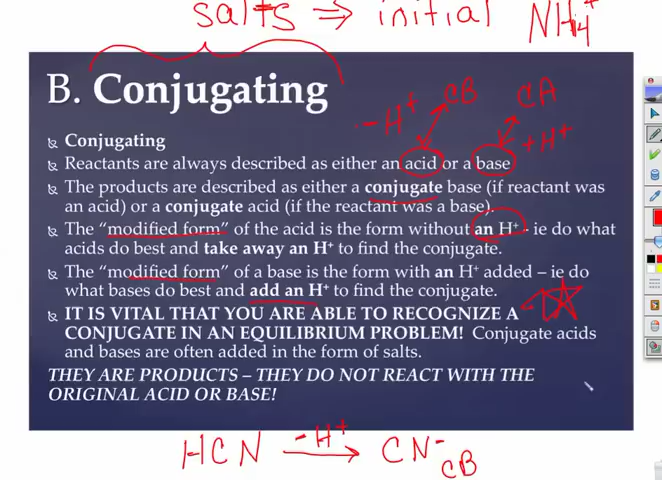 salts ⇒ initial NH4+
B. Conjugating
-H+ CB CA +H+
Conjugating
Reactants are always described as either an acid or a base.
The products are described as either a conjugate base (if reactant was
an acid) or a conjugate acid (if the reactant was a base).
The "modified form" of the acid is the form without an H⁺ - ie do what
acids do best and take away an H⁺ to find the conjugate.
The "modified form" of a base is the form with an H⁺ added – ie do
what bases do best and add an H⁺ to find the conjugate.
IT IS VITAL THAT YOU ARE ABLE TO RECOGNIZE A
CONJUGATE IN AN EQUILIBRIUM PROBLEM! Conjugate acids
and bases are often added in the form of salts.
THEY ARE PRODUCTS – THEY DO NOT REACT WITH THE
ORIGINAL ACID OR BASE!
HCN -H+ → CN- CB